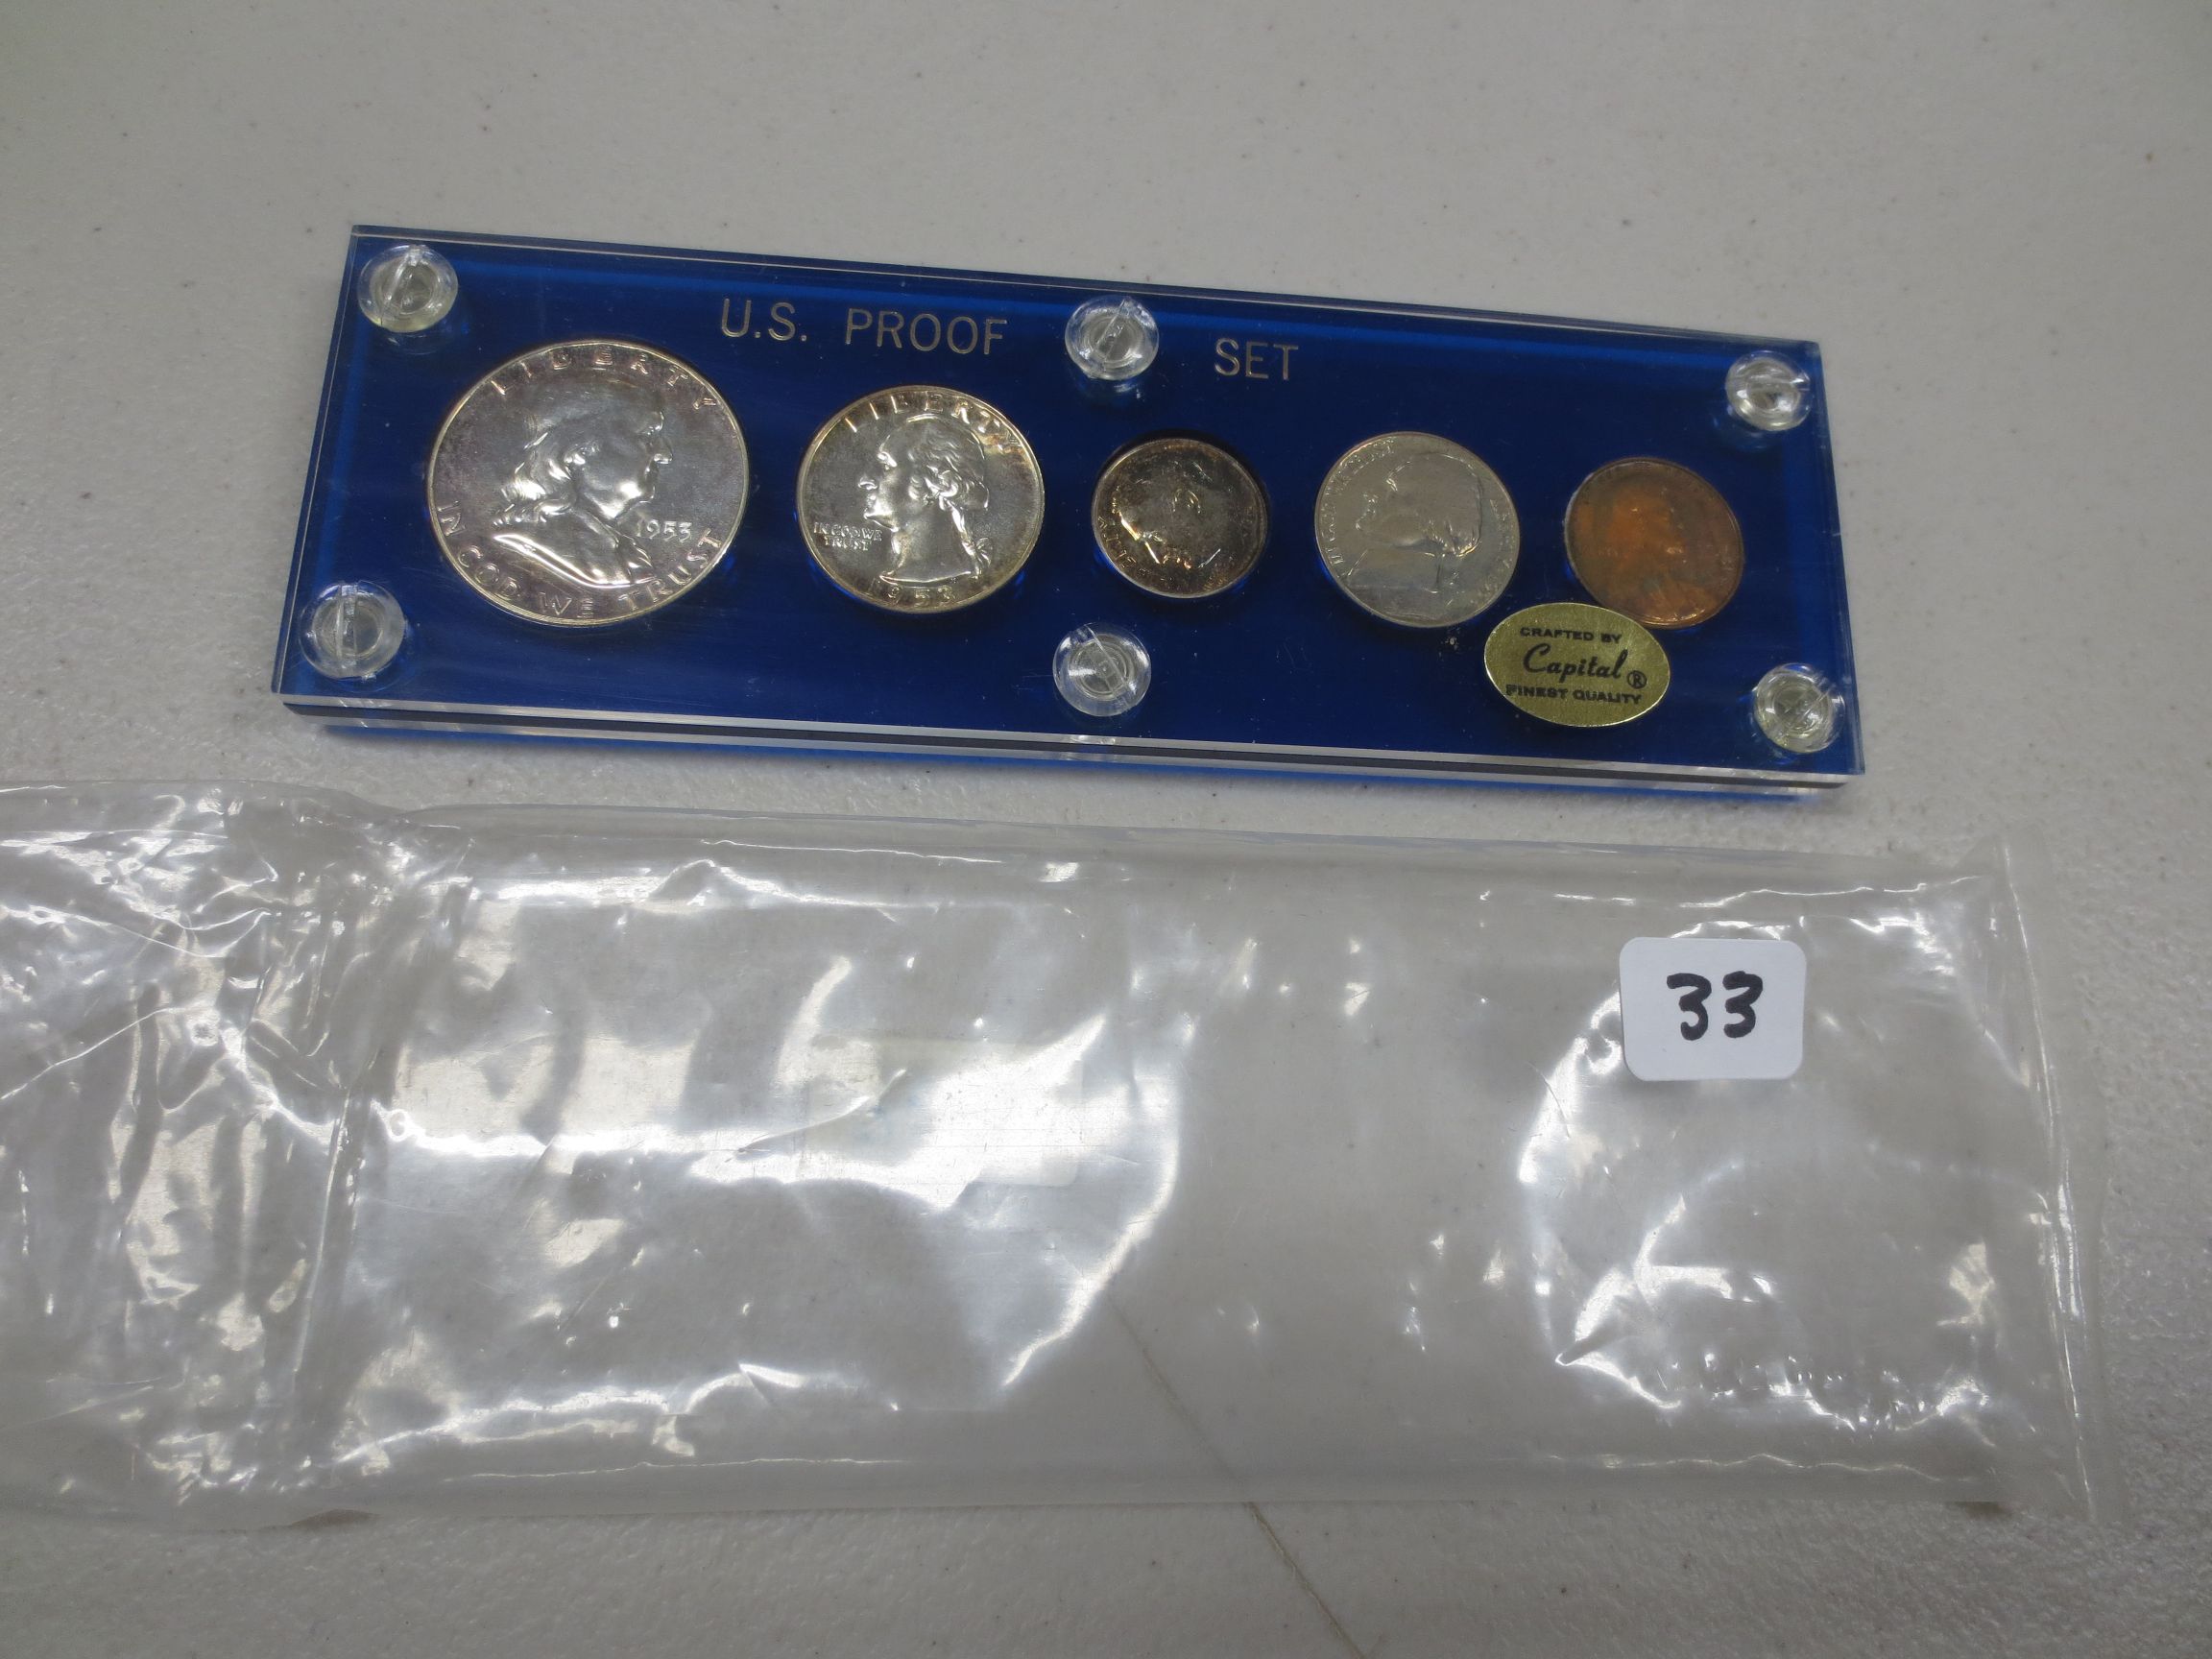 U.S. PROOF SET
LIBERTY
1953
IN GOD WE TRUST
LIBERTY
IN GOD WE
TRUST
1953
CRAFTED BY
Capital ®
FINEST QUALITY
33